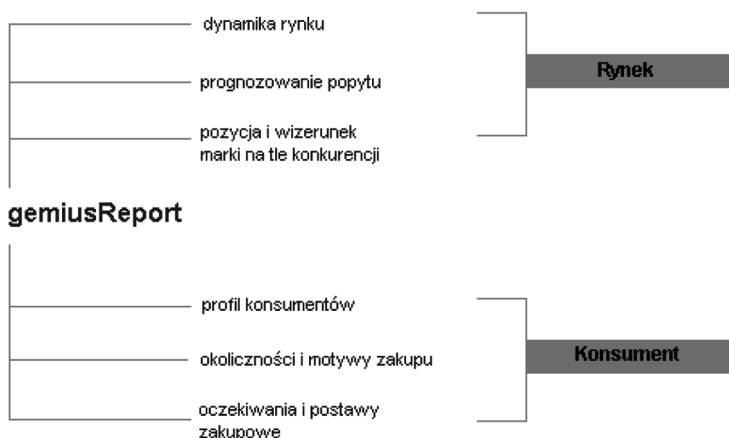 dynamika rynku
Rynek
prognozowanie popytu
pozycja i wizerunek
marki na tle konkurencji
gemiusReport
profil konsumentów
okoliczności i motywy zakupu
Konsument
oczekiwania i postawy
zakupowe